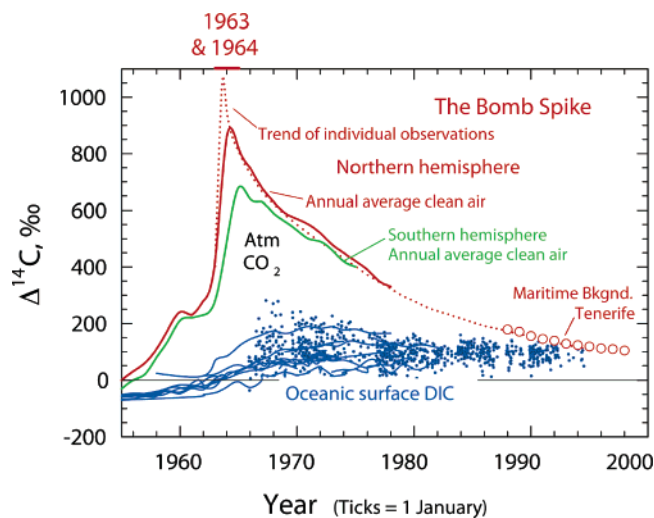 1963
& 1964
The Bomb Spike
Trend of individual observations
Northern hemisphere
Annual average clean air
Southern hemisphere
Annual average clean air
Atm
CO₂
Maritime Bkgnd.
Tenerife
Oceanic surface DIC
Δ¹⁴C, ‰
1000
800
600
400
200
0
-200
1960 1970 1980 1990 2000
Year (Ticks = 1 January)